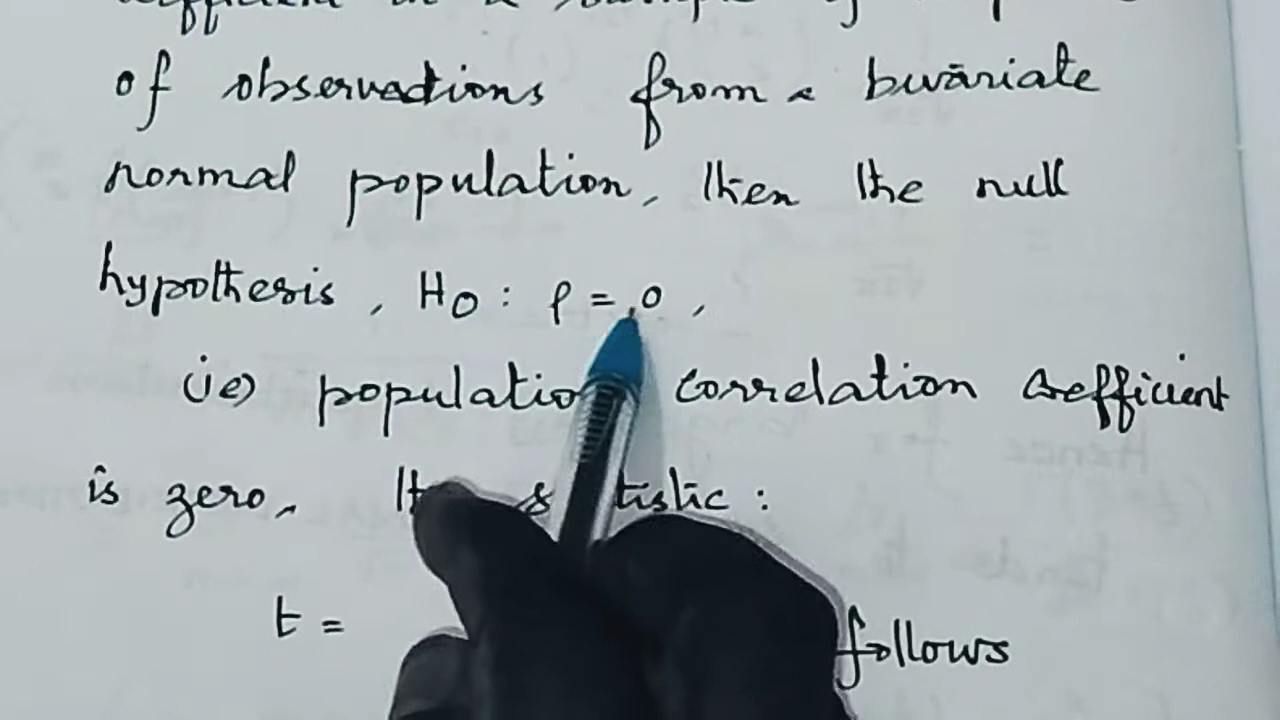 of observations from a bivariate
normal population, then the null
hypothesis, H0: ρ = 0,
(ie) population correlation coefficient
is zero, tistic:
t = follows